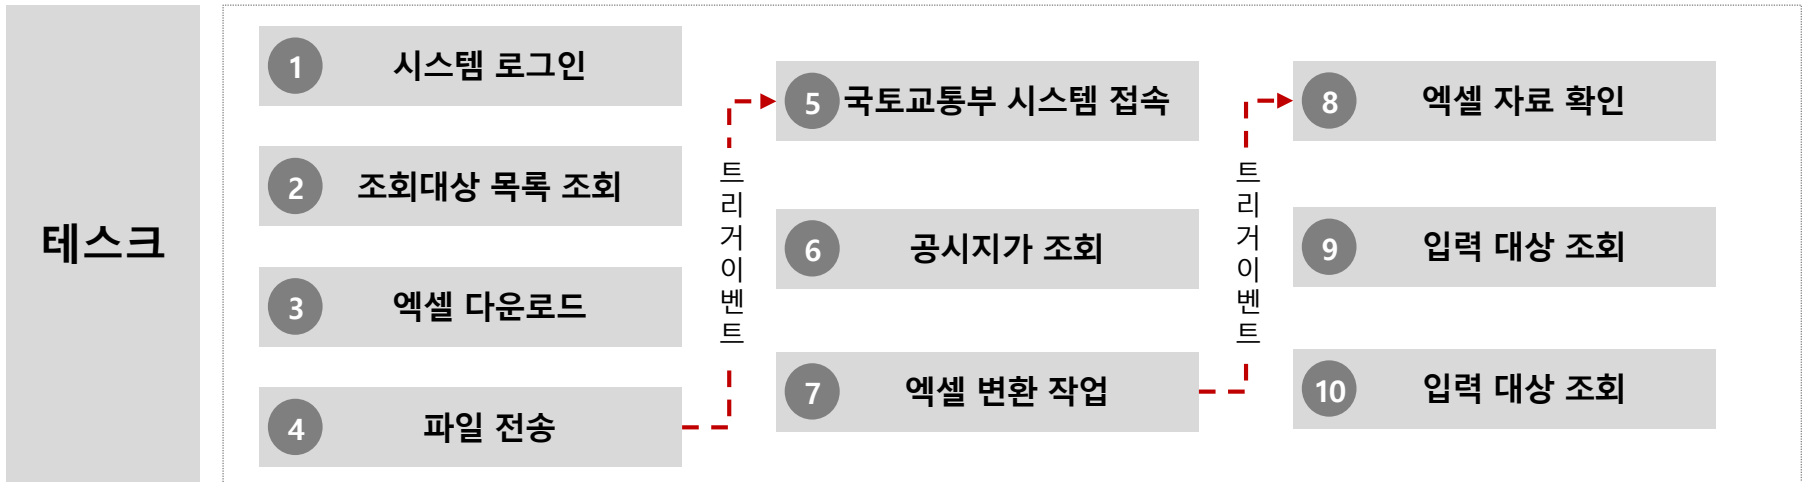 테스크
1 시스템 로그인
2 조회대상 목록 조회
3 엑셀 다운로드
4 파일 전송
트리거이벤트
5 국토교통부 시스템 접속
6 공시지가 조회
7 엑셀 변환 작업
트리거이벤트
8 엑셀 자료 확인
9 입력 대상 조회
10 입력 대상 조회